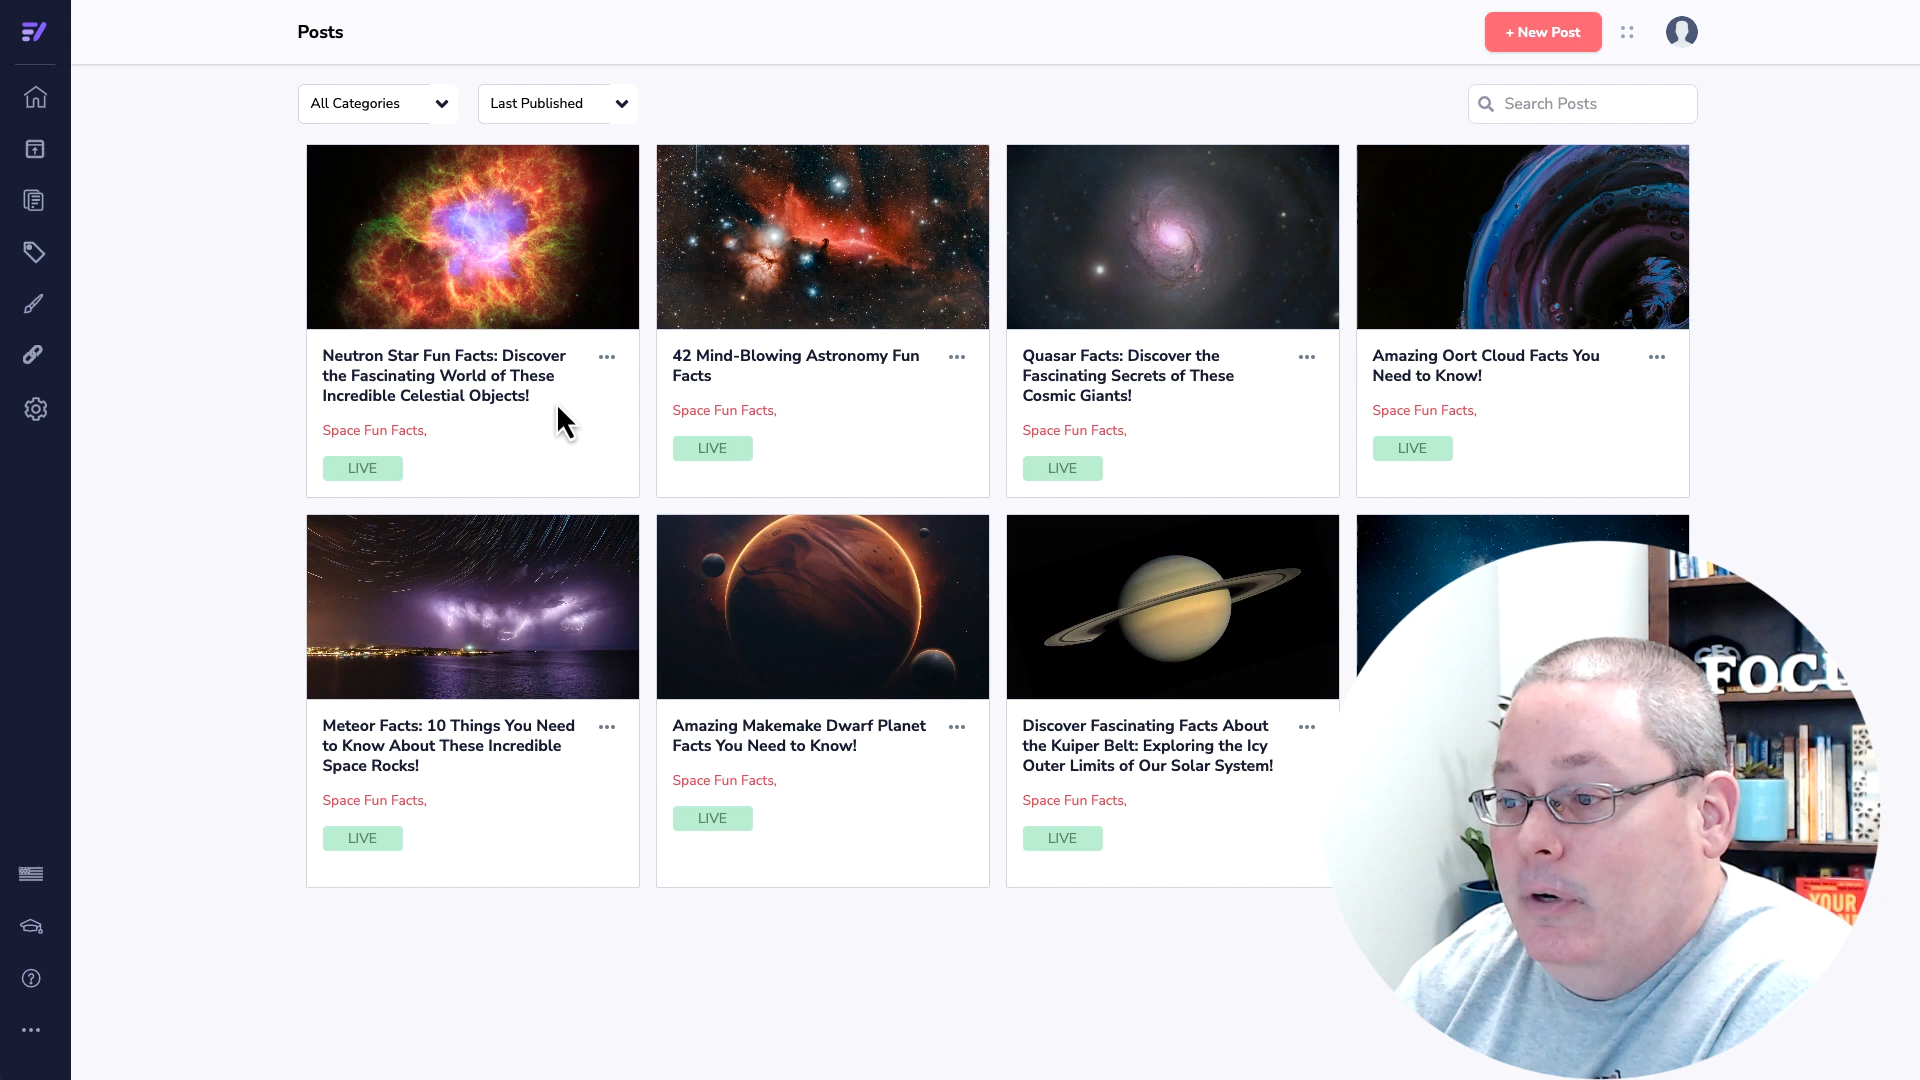 Posts
+ New Post
All Categories
Last Published
Search Posts
Neutron Star Fun Facts: Discover
the Fascinating World of These
Incredible Celestial Objects!
Space Fun Facts,
LIVE
42 Mind-Blowing Astronomy Fun
Facts
Space Fun Facts,
LIVE
Quasar Facts: Discover the
Fascinating Secrets of These
Cosmic Giants!
Space Fun Facts,
LIVE
Amazing Oort Cloud Facts You
Need to Know!
Space Fun Facts,
LIVE
Meteor Facts: 10 Things You Need
to Know About These Incredible
Space Rocks!
Space Fun Facts,
LIVE
Amazing Makemake Dwarf Planet
Facts You Need to Know!
Space Fun Facts,
LIVE
Discover Fascinating Facts About
the Kuiper Belt: Exploring the Icy
Outer Limits of Our Solar System!
Space Fun Facts,
LIVE
CEO
FOCU
YOUR